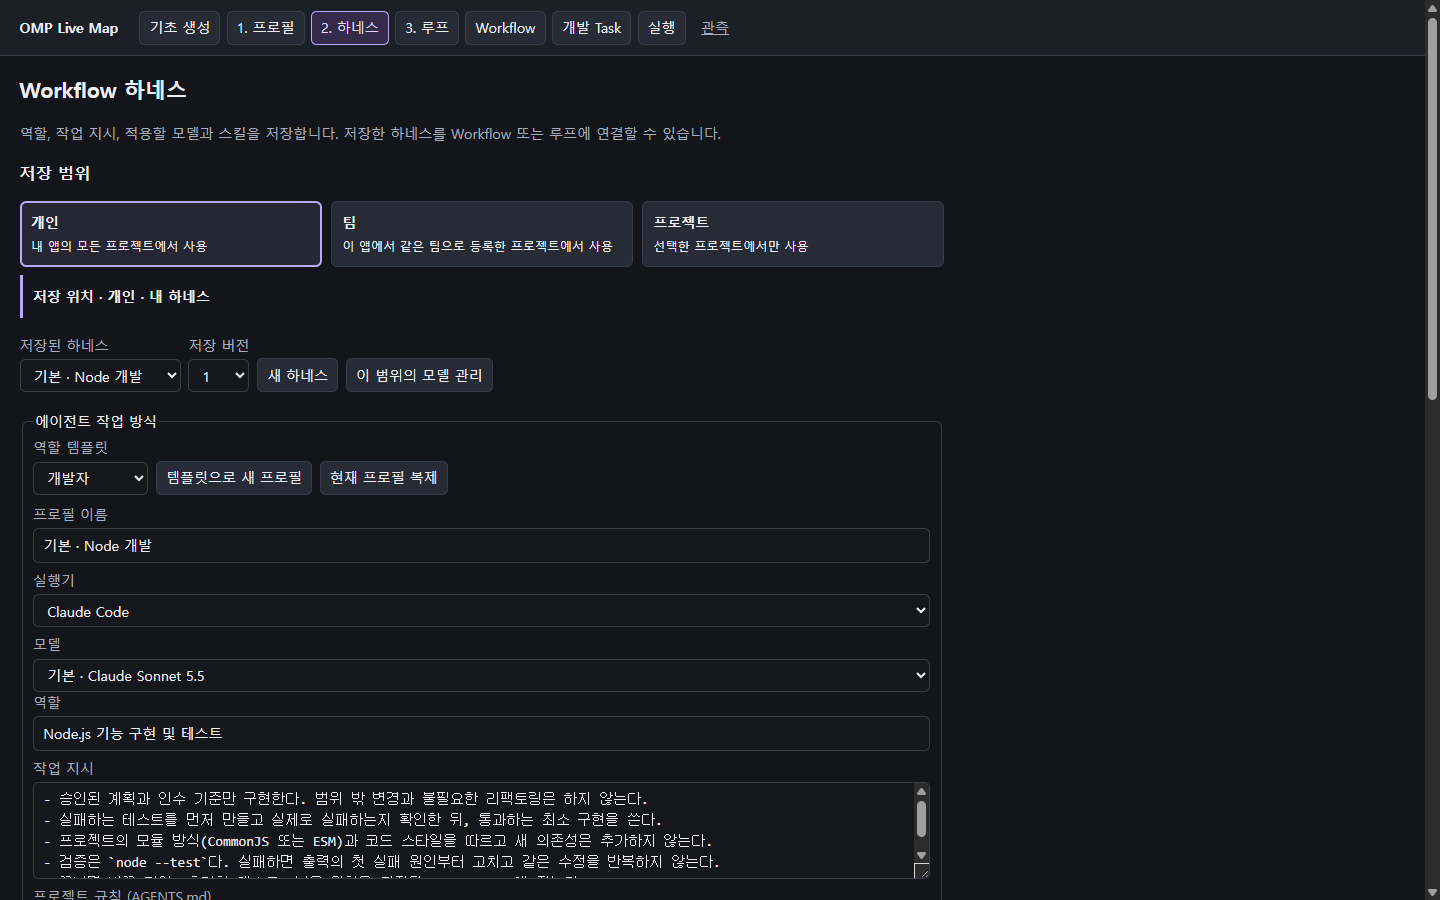 OMP Live Map 기초 생성 1. 프로필 2. 하네스 3. 루프 Workflow 개발 Task 실행 관측
Workflow 하네스
역할, 작업 지시, 적용할 모델과 스킬을 저장합니다. 저장한 하네스를 Workflow 또는 루프에 연결할 수 있습니다.
저장 범위
개인
내 앱의 모든 프로젝트에서 사용
팀
이 앱에서 같은 팀으로 등록한 프로젝트에서 사용
프로젝트
선택한 프로젝트에서만 사용
저장 위치 · 개인 · 내 하네스
저장된 하네스 저장 버전
기본 · Node 개발 1 새 하네스 이 범위의 모델 관리
에이전트 작업 방식
역할 템플릿
개발자 템플릿으로 새 프로필 현재 프로필 복제
프로필 이름
기본 · Node 개발
실행기
Claude Code
모델
기본 · Claude Sonnet 5.5
역할
Node.js 기능 구현 및 테스트
작업 지시
- 승인된 계획과 인수 기준만 구현한다. 범위 밖 변경과 불필요한 리팩토링은 하지 않는다.
- 실패하는 테스트를 먼저 만들고 실제로 실패하는지 확인한 뒤, 통과하는 최소 구현을 쓴다.
- 프로젝트의 모듈 방식(CommonJS 또는 ESM)과 코드 스타일을 따르고 새 의존성은 추가하지 않는다.
- 검증은 `node --test`다. 실패하면 출력의 첫 실패 원인부터 고치고 같은 수정을 반복하지 않는다.
프로젝트 규칙 (AGENTS.md)